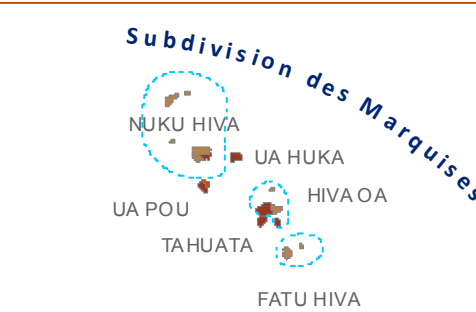 Subdivision des Marquises
NUKU HIVA
UA HUKA
HIVA OA
UA POU
TAHUATA
FATU HIVA